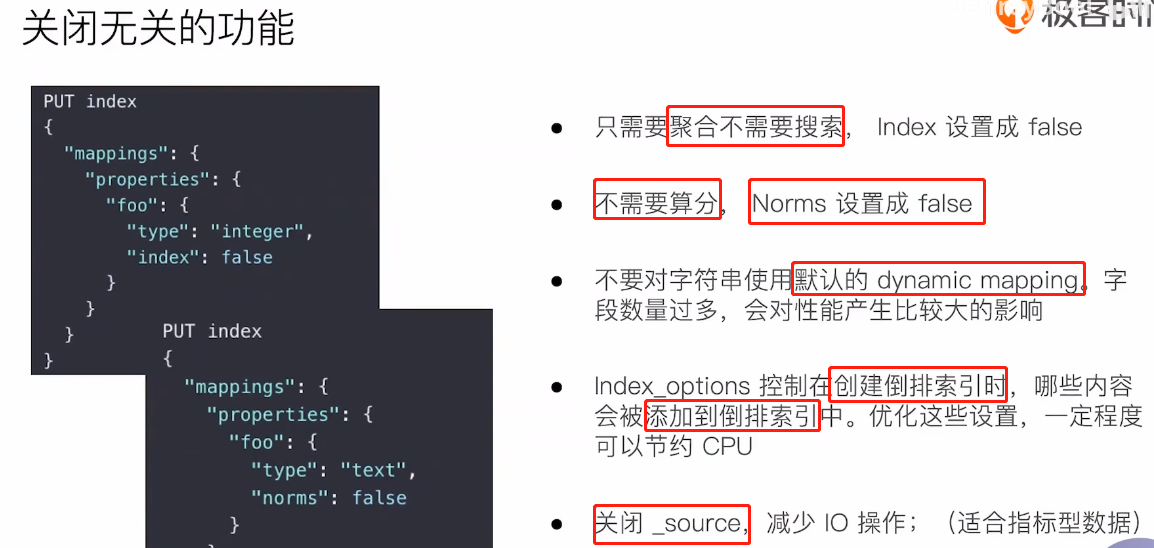 关闭无关的功能
极客时间
PUT index
{
"mappings": {
"properties": {
"foo": {
"type": "integer",
"index": false
}
}
}
}
PUT index
{
"mappings": {
"properties": {
"foo": {
"type": "text",
"norms": false
}
● 只需要聚合不需要搜索， Index 设置成 false
● 不需要算分， Norms 设置成 false
● 不要对字符串使用默认的 dynamic mapping。字
段数量过多，会对性能产生比较大的影响
● Index_options 控制在创建倒排索引时，哪些内容
会被添加到倒排索引中。优化这些设置，一定程度
可以节约 CPU
● 关闭 _source，减少 IO 操作；（适合指标型数据）